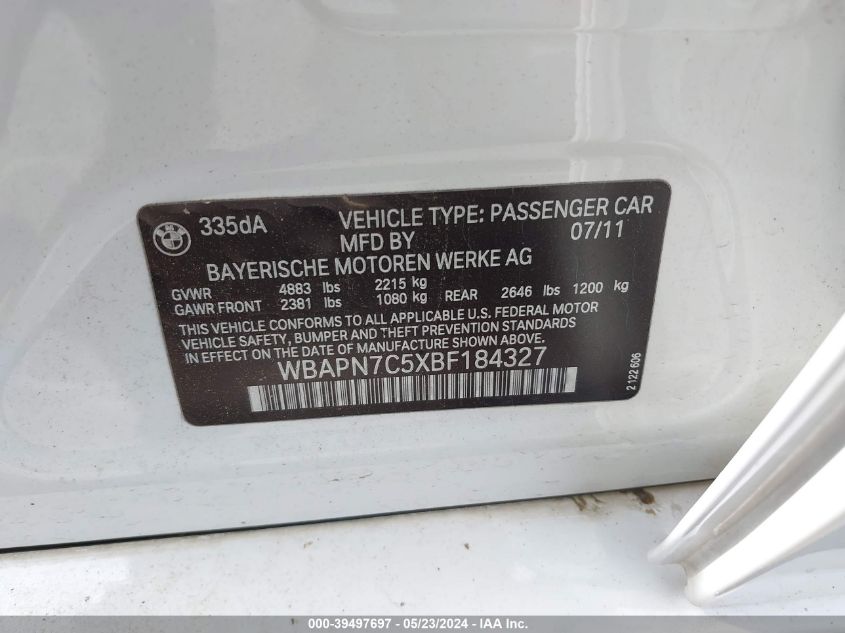 335dA VEHICLE TYPE: PASSENGER CAR
MFD BY 07/11
BAYERISCHE MOTOREN WERKE AG
GVWR 4883 lbs 2215 kg
GAWR FRONT 2381 lbs 1080 kg REAR 2646 lbs 1200 kg
THIS VEHICLE CONFORMS TO ALL APPLICABLE U.S. FEDERAL MOTOR
VEHICLE SAFETY, BUMPER AND THEFT PREVENTION STANDARDS
IN EFFECT ON THE DATE OF MANUFACTURE SHOWN ABOVE.
WBAPN7C5XBF184327
2 122 606
000-39497697 - 05/23/2024 - IAA Inc.